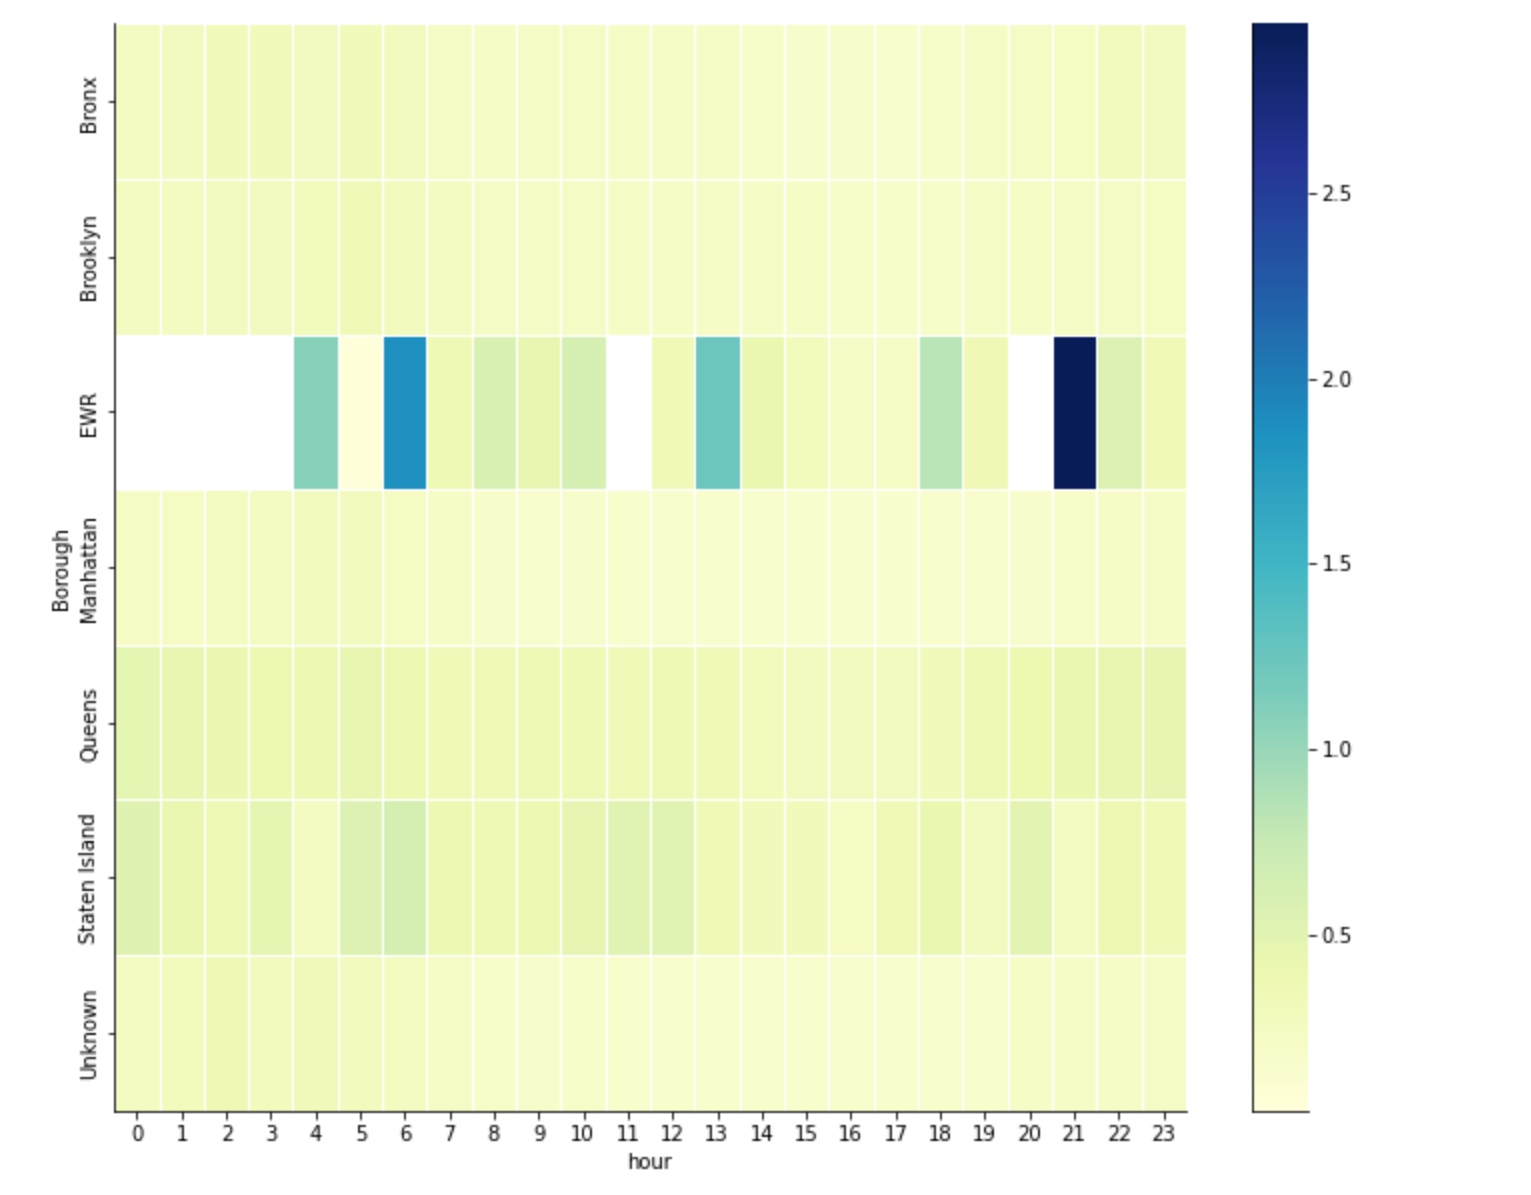 Borough
Bronx
Brooklyn
EWR
Manhattan
Queens
Staten Island
Unknown
0 1 2 3 4 5 6 7 8 9 10 11 12 13 14 15 16 17 18 19 20 21 22 23
hour
2.5
2.0
1.5
1.0
0.5